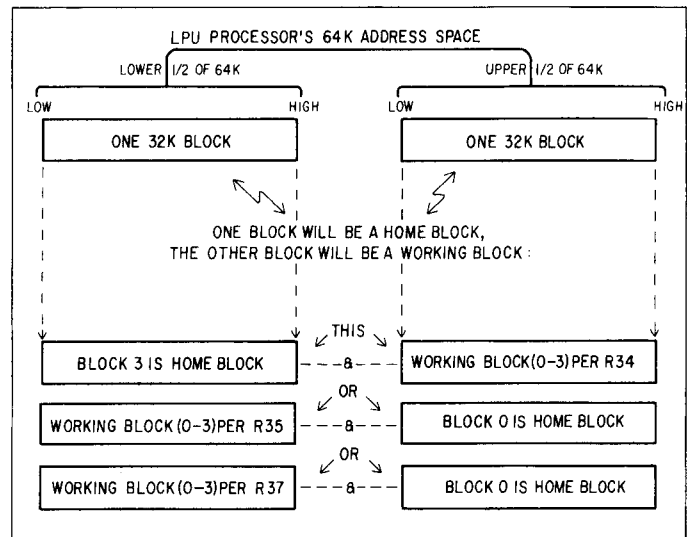 LPU PROCESSOR'S 64K ADDRESS SPACE
LOWER 1/2 OF 64K
UPPER 1/2 OF 64K
LOW
HIGH
LOW
HIGH
ONE 32K BLOCK
ONE 32K BLOCK
ONE BLOCK WILL BE A HOME BLOCK,
THE OTHER BLOCK WILL BE A WORKING BLOCK:
THIS
BLOCK 3 IS HOME BLOCK
&
WORKING BLOCK(0-3)PER R34
OR
WORKING BLOCK(0-3)PER R35
&
BLOCK 0 IS HOME BLOCK
OR
WORKING BLOCK(0-3)PER R37
&
BLOCK 0 IS HOME BLOCK